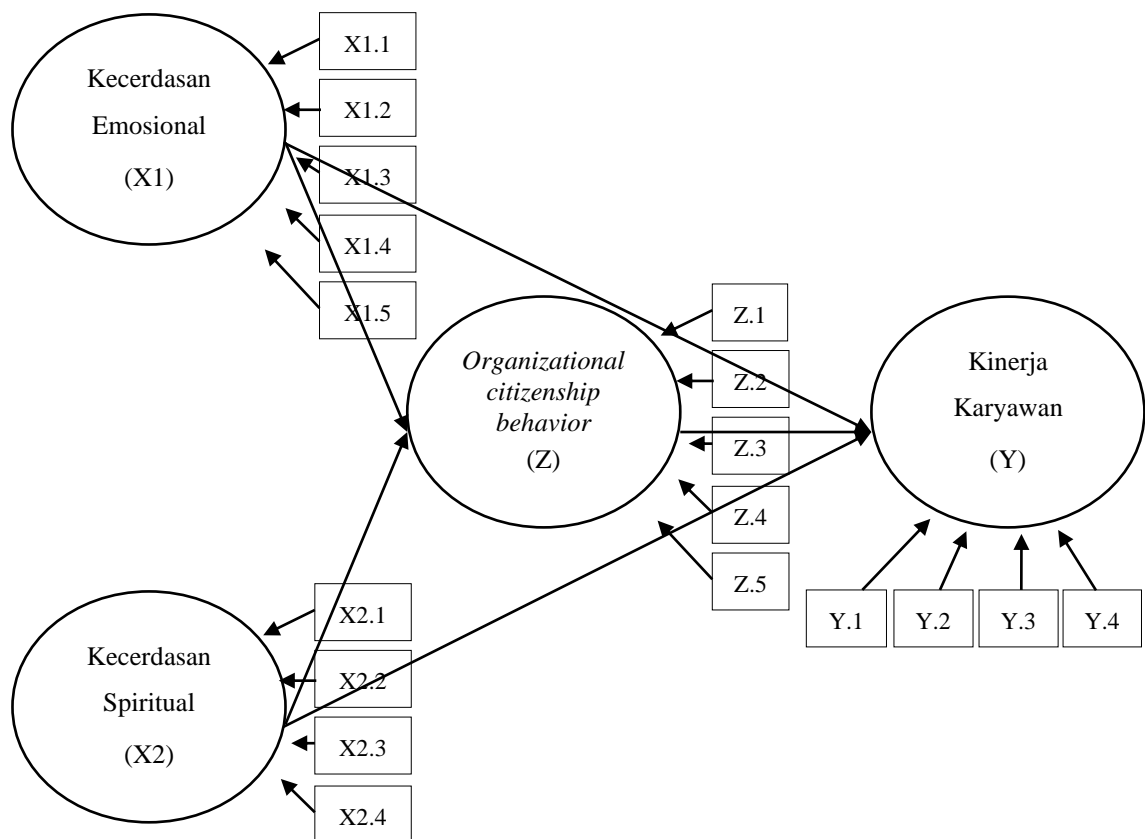 Kecerdasan
Emosional
(X1)
X1.1
X1.2
X1.3
X1.4
X1.5
Organizational
citizenship
behavior
(Z)
Z.1
Z.2
Z.3
Z.4
Z.5
Kinerja
Karyawan
(Y)
Y.1
Y.2
Y.3
Y.4
Kecerdasan
Spiritual
(X2)
X2.1
X2.2
X2.3
X2.4